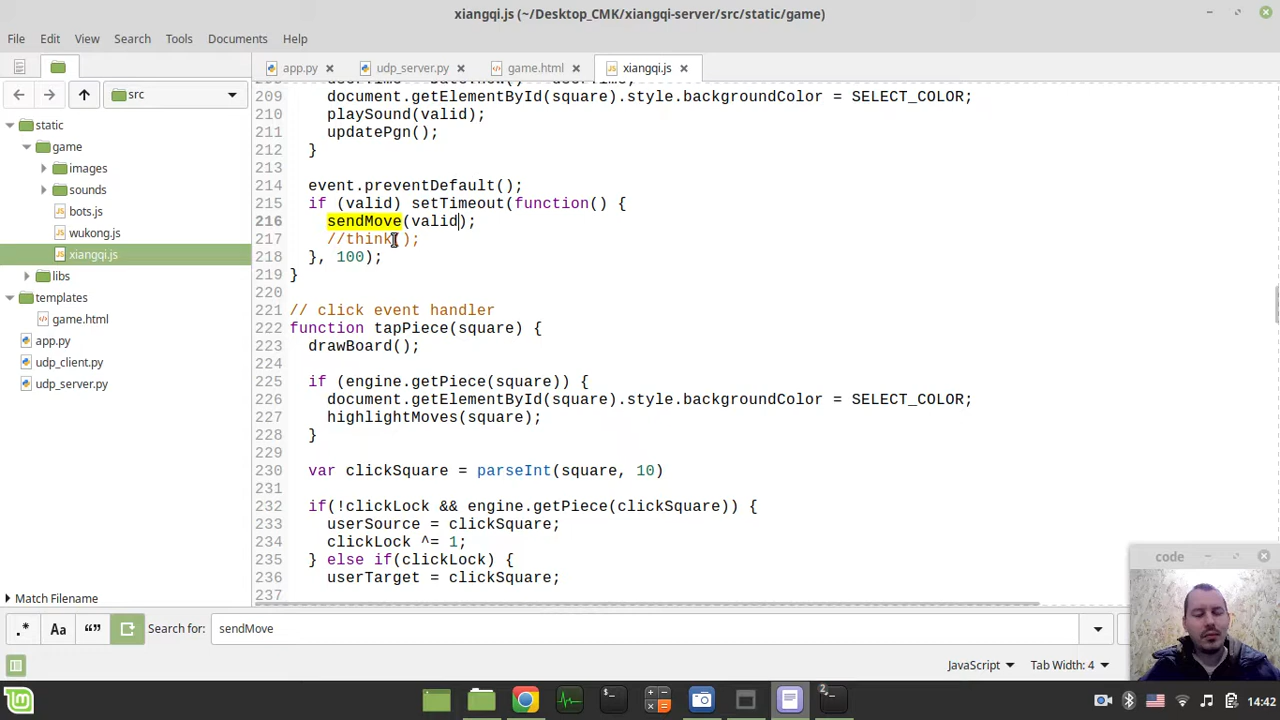 xiangqi.js (~/Desktop_CMK/xiangqi-server/src/static/game)
File Edit View Search Tools Documents Help
app.py udp_server.py game.html xiangqi.js
src
static
game
images
sounds
bots.js
wukong.js
xiangqi.js
libs
templates
game.html
app.py
udp_client.py
udp_server.py
Match Filename
209 document.getElementById(square).style.backgroundColor = SELECT_COLOR;
210 playSound(valid);
211 updatePgn();
212 }
213
214 event.preventDefault();
215 if (valid) setTimeout(function() {
216 sendMove(valid);
217 //think();
218 }, 100);
219 }
220
221 // click event handler
222 function tapPiece(square) {
223 drawBoard();
224
225 if (engine.getPiece(square)) {
226 document.getElementById(square).style.backgroundColor = SELECT_COLOR;
227 highlightMoves(square);
228 }
229
230 var clickSquare = parseInt(square, 10)
231
232 if(!clickLock && engine.getPiece(clickSquare)) {
233 userSource = clickSquare;
234 clickLock ^= 1;
235 } else if(clickLock) {
236 userTarget = clickSquare;
237
code
.* Aa “” Search for: sendMove
JavaScript Tab Width: 4
14:42